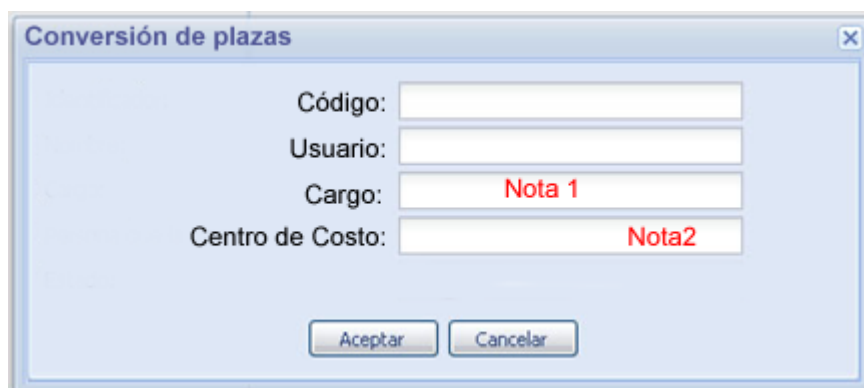 Conversión de plazas
Código:
Usuario:
Cargo: Nota 1
Centro de Costo: Nota2
Aceptar Cancelar